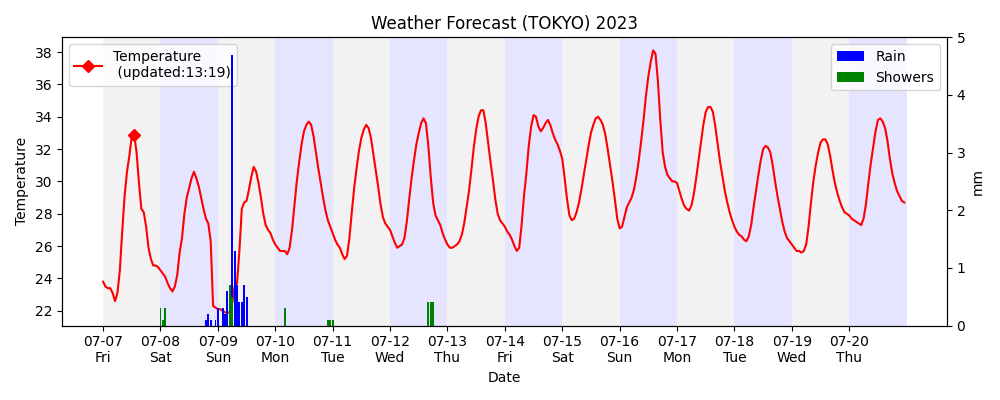 Weather Forecast (TOKYO) 2023
Temperature
(updated:13:19)
Rain
Showers
Temperature
38
36
34
32
30
28
26
24
22
5
4
3
2
1
0
mm
07-07 07-08 07-09 07-10 07-11 07-12 07-13 07-14 07-15 07-16 07-17 07-18 07-19 07-20
Fri Sat Sun Mon Tue Wed Thu Fri Sat Sun Mon Tue Wed Thu
Date